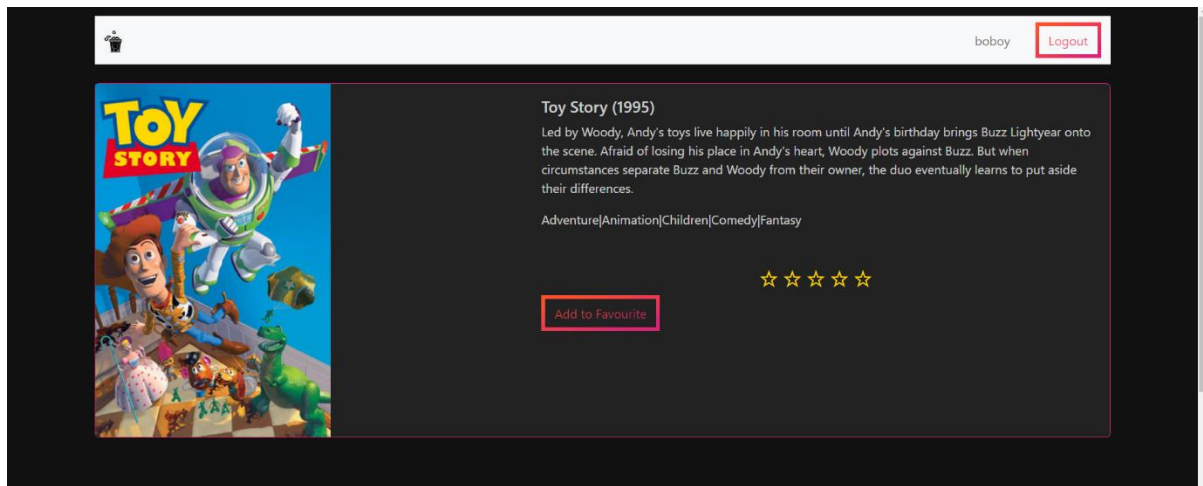 boboy
Logout
TOY
STORY
Toy Story (1995)
Led by Woody, Andy's toys live happily in his room until Andy's birthday brings Buzz Lightyear onto
the scene. Afraid of losing his place in Andy's heart, Woody plots against Buzz. But when
circumstances separate Buzz and Woody from their owner, the duo eventually learns to put aside
their differences.
Adventure|Animation|Children|Comedy|Fantasy
Add to Favourite